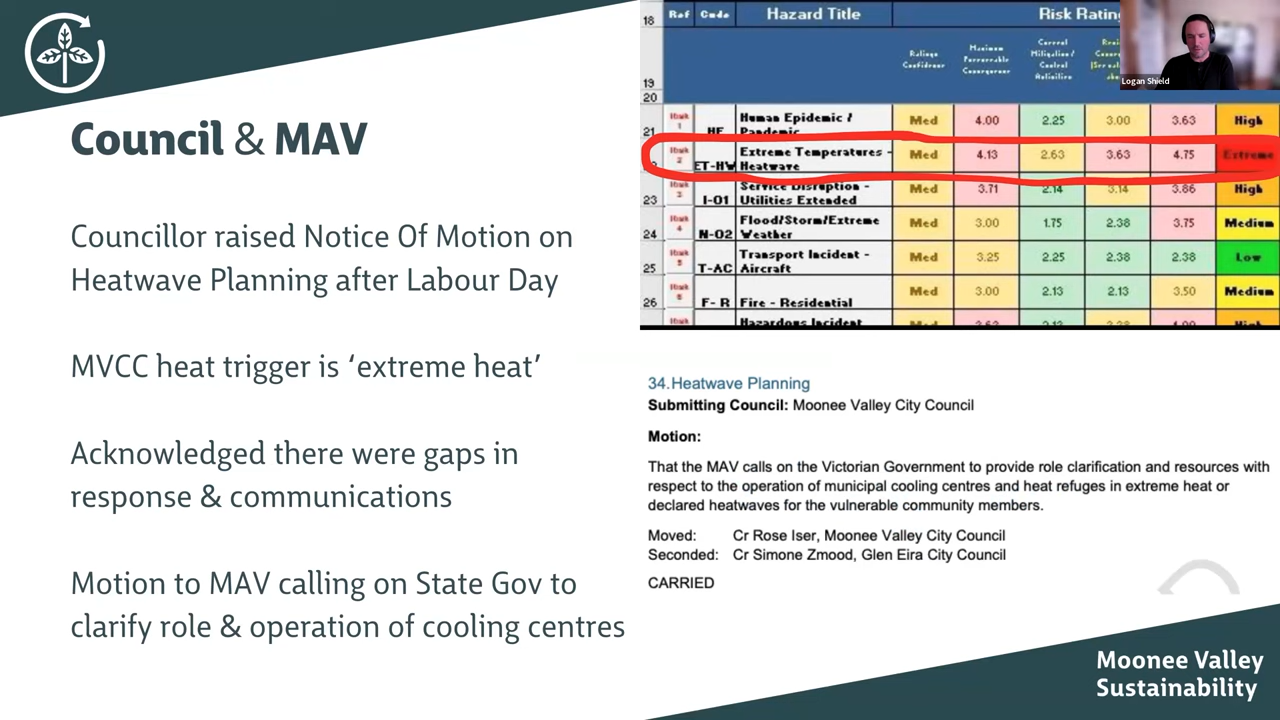 Council & MAV
Councillor raised Notice Of Motion on
Heatwave Planning after Labour Day
MVCC heat trigger is ‘extreme heat’
Acknowledged there were gaps in
response & communications
Motion to MAV calling on State Gov to
clarify role & operation of cooling centres
18 Ref Code Hazard Title Risk Rating
19 Ratings Confidence Maximum Consequence Control
20
21 HE Human Epidemic / Pandemic Med 4.00 2.25 3.00 3.63 High
ET-HW Extreme Temperatures - Heatwave Med 4.13 2.63 3.63 4.75 Extreme
23 I-01 Service Disruption - Utilities Extended Med 3.71 2.14 3.14 3.86 High
24 N-02 Flood/Storm/Extreme Weather Med 3.00 1.75 2.38 3.75 Medium
25 T-AC Transport Incident - Aircraft Med 3.25 2.25 2.38 2.38 Low
26 F- R Fire - Residential Med 3.00 2.13 2.13 3.50 Medium
Hazardous Incident
Logan Shield
34.Heatwave Planning
Submitting Council: Moonee Valley City Council
Motion:
That the MAV calls on the Victorian Government to provide role clarification and resources with
respect to the operation of municipal cooling centres and heat refuges in extreme heat or
declared heatwaves for the vulnerable community members.
Moved: Cr Rose Iser, Moonee Valley City Council
Seconded: Cr Simone Zmood, Glen Eira City Council
CARRIED
Moonee Valley
Sustainability